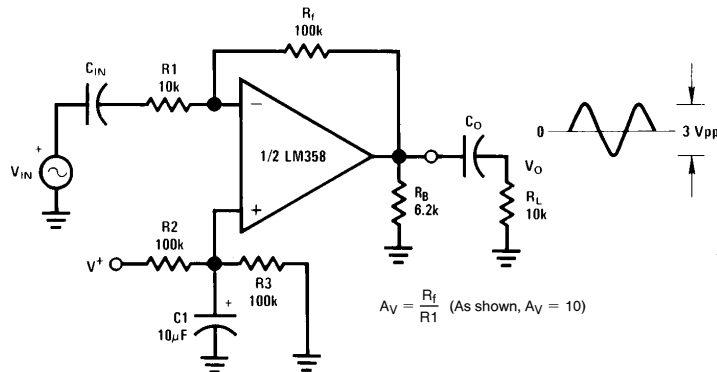 Rf
100k
CIN
R1
10k
−
1/2 LM358
+
+
VIN
CO
0
3 Vpp
VO
RB
6.2k
RL
10k
R2
100k
V+
R3
100k
+
C1
10µF
AV = Rf/R1 (As shown, AV = 10)